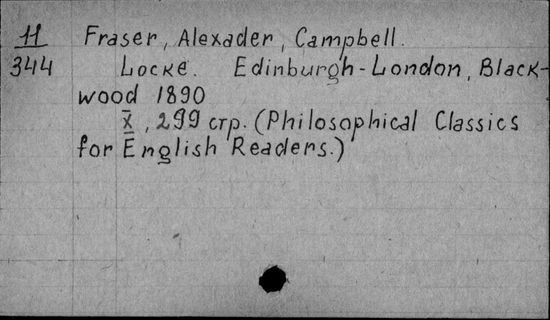 11 Fraser, Alexader, Campbell.
344 Locke. Edinburgh-London, Black-
wood 1890
X, 299 стр. (Philosophical Classics
for English Readers.)